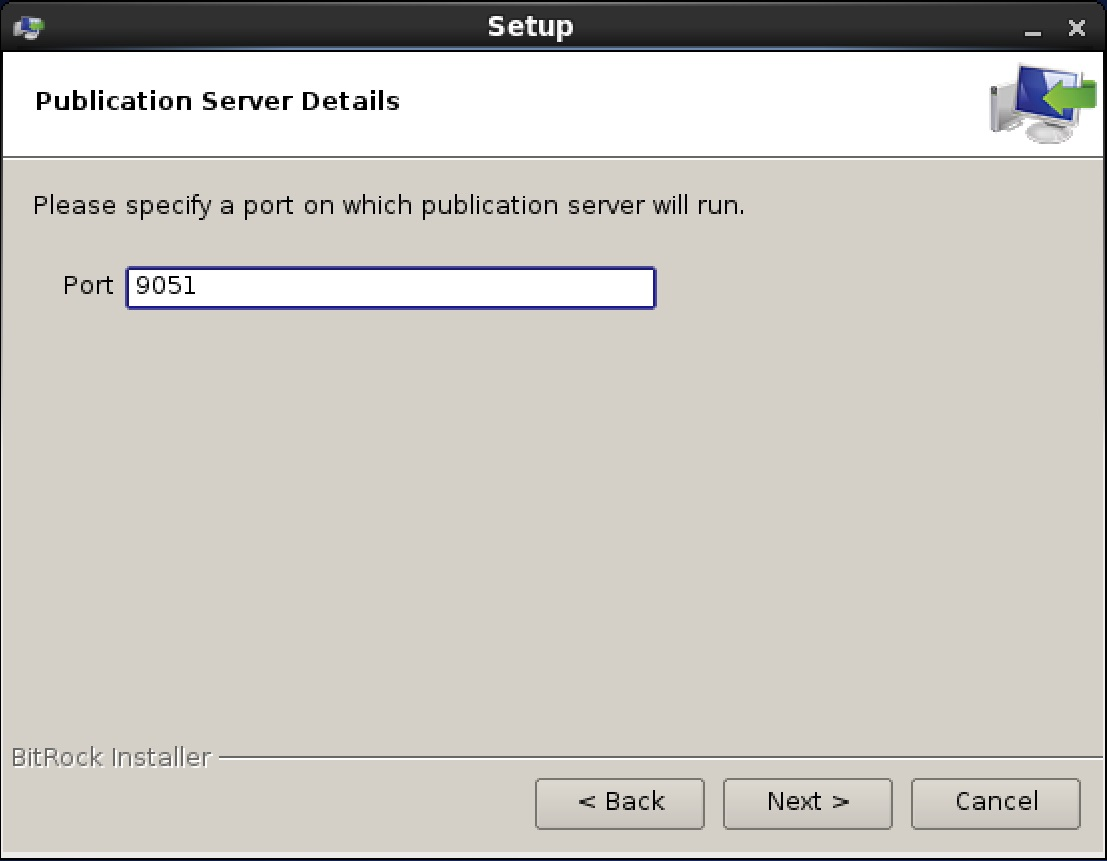 Setup
Publication Server Details
Please specify a port on which publication server will run.
Port 9051
BitRock Installer
< Back Next > Cancel